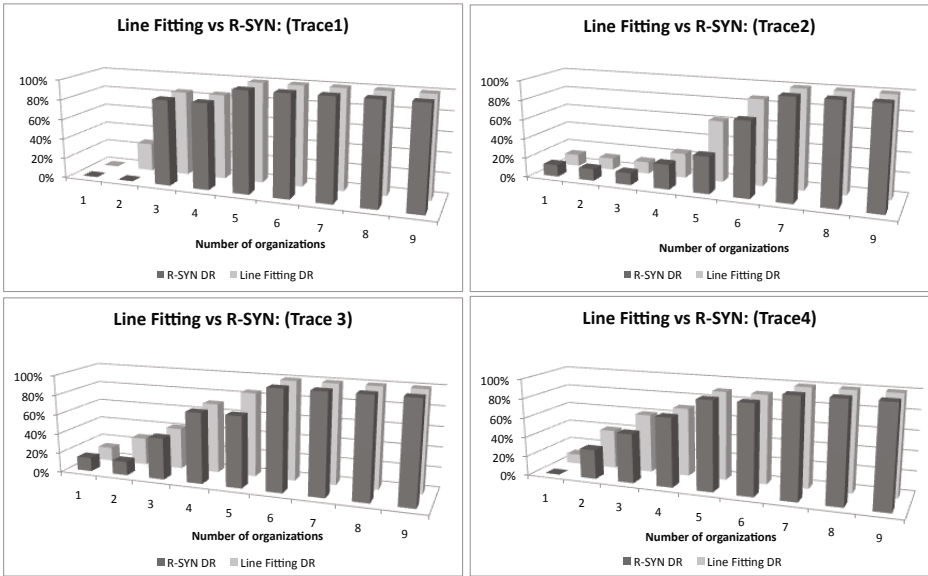 Line Fitting vs R-SYN: (Trace1)
100%
80%
60%
40%
20%
0%
1 2 3 4 5 6 7 8 9
Number of organizations
R-SYN DR Line Fitting DR
Line Fitting vs R-SYN: (Trace2)
100%
80%
60%
40%
20%
0%
1 2 3 4 5 6 7 8 9
Number of organizations
R-SYN DR Line Fitting DR
Line Fitting vs R-SYN: (Trace 3)
100%
80%
60%
40%
20%
0%
1 2 3 4 5 6 7 8 9
Number of organizations
R-SYN DR Line Fitting DR
Line Fitting vs R-SYN: (Trace4)
100%
80%
60%
40%
20%
0%
1 2 3 4 5 6 7 8 9
Number of organizations
R-SYN DR Line Fitting DR